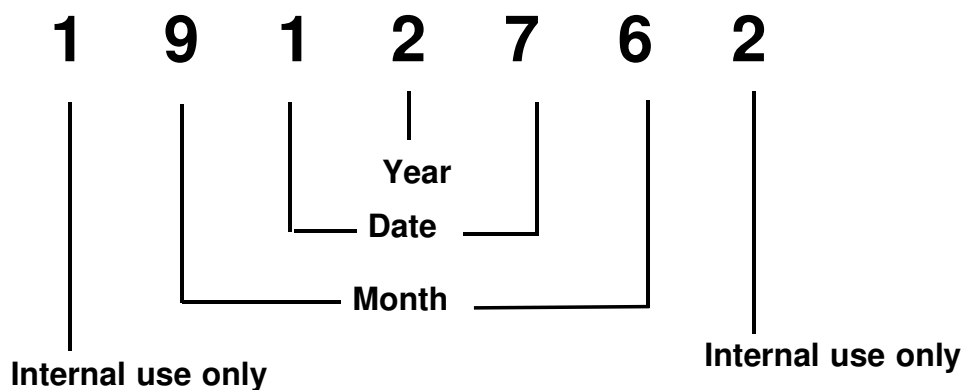 1 9 1 2 7 6 2
Year
Date
Month
Internal use only
Internal use only